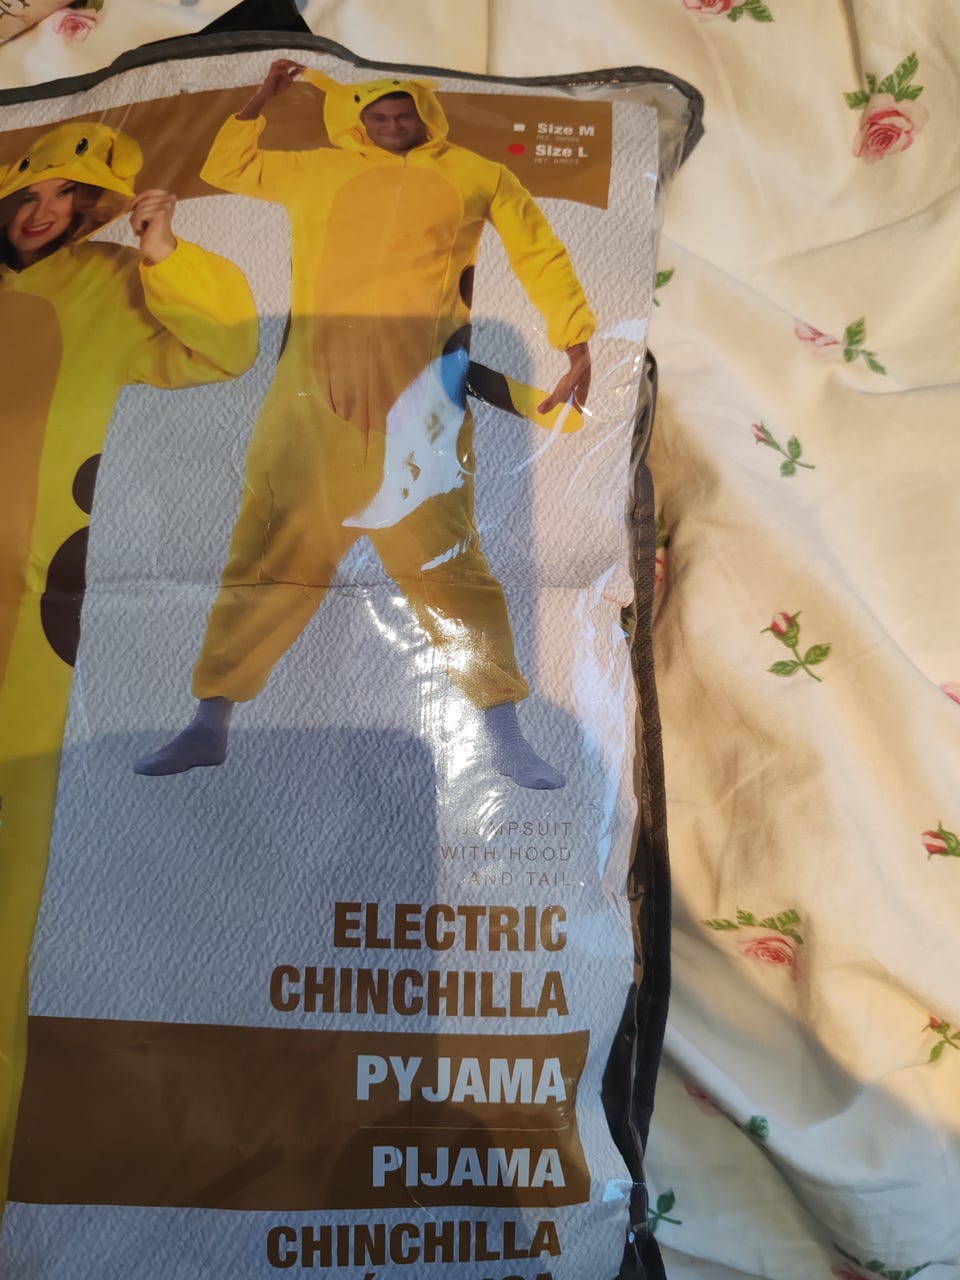 Size M
Size L
JUMPSUIT
WITH HOOD
AND TAIL
ELECTRIC
CHINCHILLA
PYJAMA
PIJAMA
CHINCHILLA